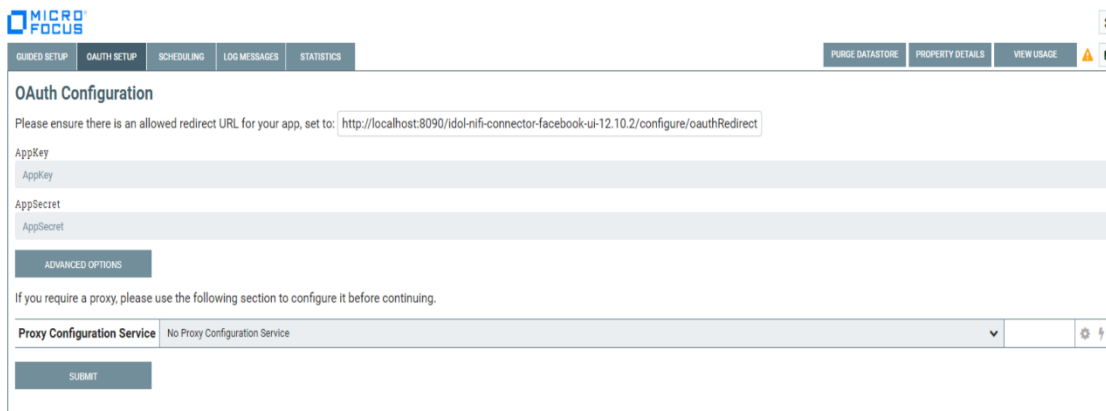 MICRO
FOCUS
GUIDED SETUP OAUTH SETUP SCHEDULING LOG MESSAGES STATISTICS PURGE DATASTORE PROPERTY DETAILS VIEW USAGE
OAuth Configuration
Please ensure there is an allowed redirect URL for your app, set to: http://localhost:8090/idol-nifi-connector-facebook-ui-12.10.2/configure/oauthRedirect
AppKey
AppKey
AppSecret
AppSecret
ADVANCED OPTIONS
If you require a proxy, please use the following section to configure it before continuing.
Proxy Configuration Service No Proxy Configuration Service
SUBMIT